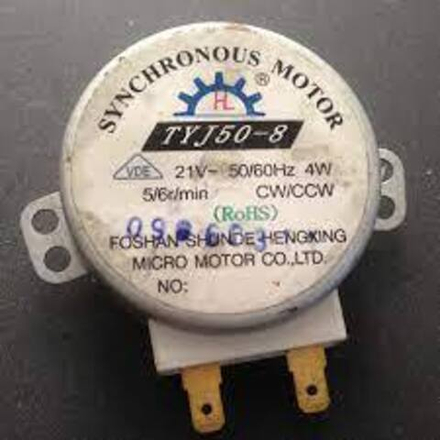 SYNCHRONOUS MOTOR
HL ®
TYJ50-8
VDE 21V~ 50/60Hz 4W
5/6r/min CW/CCW
(RoHS)
FOSHAN SHUNDE HENGXING
MICRO MOTOR CO.,LTD.
NO: